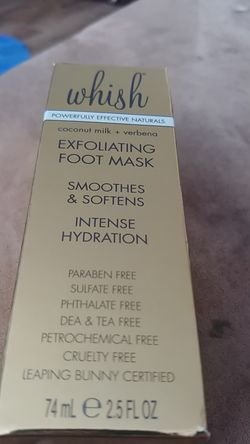 whish
POWERFULLY EFFECTIVE NATURALS
coconut milk + verbena
EXFOLIATING
FOOT MASK
SMOOTHES
& SOFTENS
INTENSE
HYDRATION
PARABEN FREE
SULFATE FREE
PHTHALATE FREE
DEA & TEA FREE
PETROCHEMICAL FREE
CRUELTY FREE
LEAPING BUNNY CERTIFIED
74 mL ℮ 2.5 FL OZ